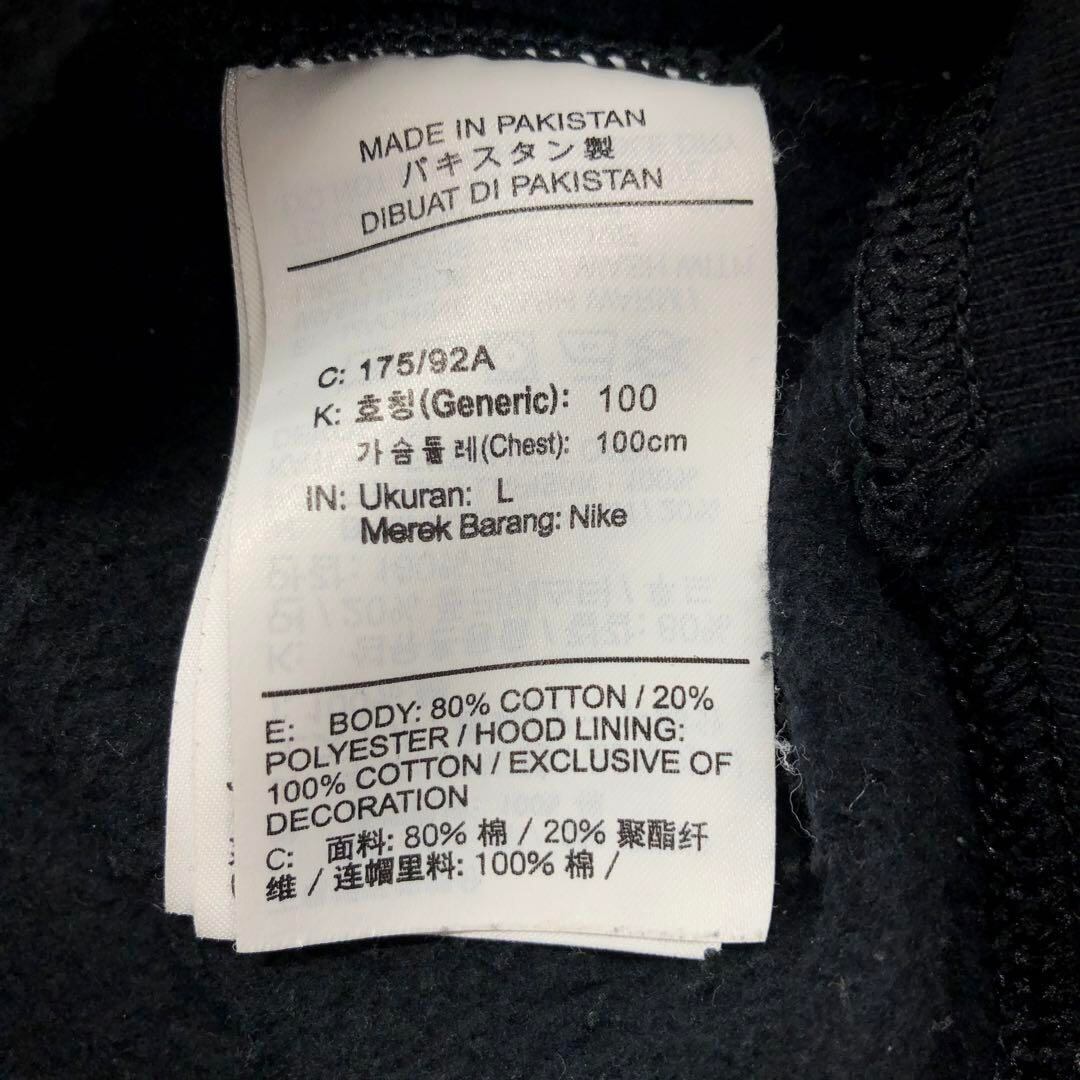 MADE IN PAKISTAN
パキスタン製
DIBUAT DI PAKISTAN
C: 175/92A
K: 호칭(Generic): 100
가슴둘레(Chest): 100cm
IN: Ukuran: L
Merek Barang: Nike
E: BODY: 80% COTTON / 20%
POLYESTER / HOOD LINING:
100% COTTON / EXCLUSIVE OF
DECORATION
C: 面料: 80% 棉 / 20% 聚酯纤
维 / 连帽里料: 100% 棉 /